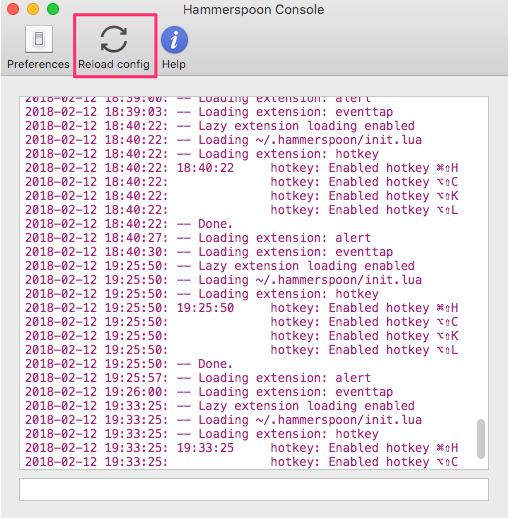 Hammerspoon Console
Preferences Reload config Help
2018-02-12 18:39:00: -- Loading extension: alert
2018-02-12 18:39:03: -- Loading extension: eventtap
2018-02-12 18:40:22: -- Lazy extension loading enabled
2018-02-12 18:40:22: -- Loading ~/.hammerspoon/init.lua
2018-02-12 18:40:22: -- Loading extension: hotkey
2018-02-12 18:40:22: 18:40:22     hotkey: Enabled hotkey ⌘⇧H
2018-02-12 18:40:22:              hotkey: Enabled hotkey ⌥⇧C
2018-02-12 18:40:22:              hotkey: Enabled hotkey ⌥⇧K
2018-02-12 18:40:22:              hotkey: Enabled hotkey ⌥⇧L
2018-02-12 18:40:22: -- Done.
2018-02-12 18:40:27: -- Loading extension: alert
2018-02-12 18:40:30: -- Loading extension: eventtap
2018-02-12 19:25:50: -- Lazy extension loading enabled
2018-02-12 19:25:50: -- Loading ~/.hammerspoon/init.lua
2018-02-12 19:25:50: -- Loading extension: hotkey
2018-02-12 19:25:50: 19:25:50     hotkey: Enabled hotkey ⌘⇧H
2018-02-12 19:25:50:              hotkey: Enabled hotkey ⌥⇧C
2018-02-12 19:25:50:              hotkey: Enabled hotkey ⌥⇧K
2018-02-12 19:25:50:              hotkey: Enabled hotkey ⌥⇧L
2018-02-12 19:25:50: -- Done.
2018-02-12 19:25:57: -- Loading extension: alert
2018-02-12 19:26:00: -- Loading extension: eventtap
2018-02-12 19:33:25: -- Lazy extension loading enabled
2018-02-12 19:33:25: -- Loading ~/.hammerspoon/init.lua
2018-02-12 19:33:25: -- Loading extension: hotkey
2018-02-12 19:33:25: 19:33:25     hotkey: Enabled hotkey ⌘⇧H
2018-02-12 19:33:25:              hotkey: Enabled hotkey ⌥⇧C